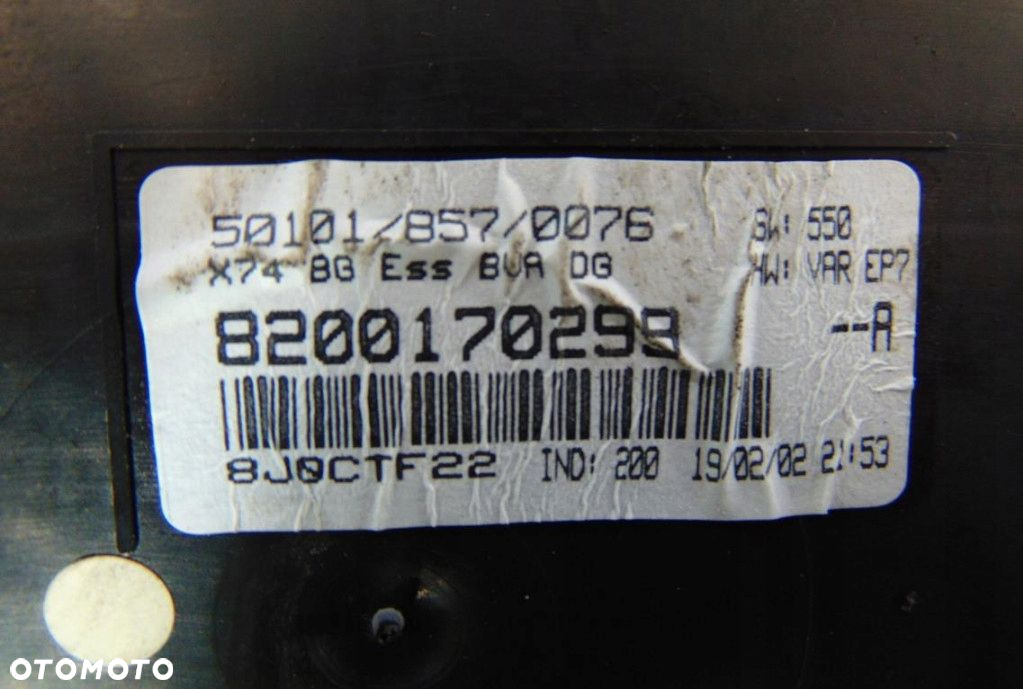 50101/857/0076 SW: 550
X74 BG Ess BVA DG HW: VAR EP7
8200170299 --A
8J0CTF22 IND: 200 19/02/02 21:53
OTOMOTO